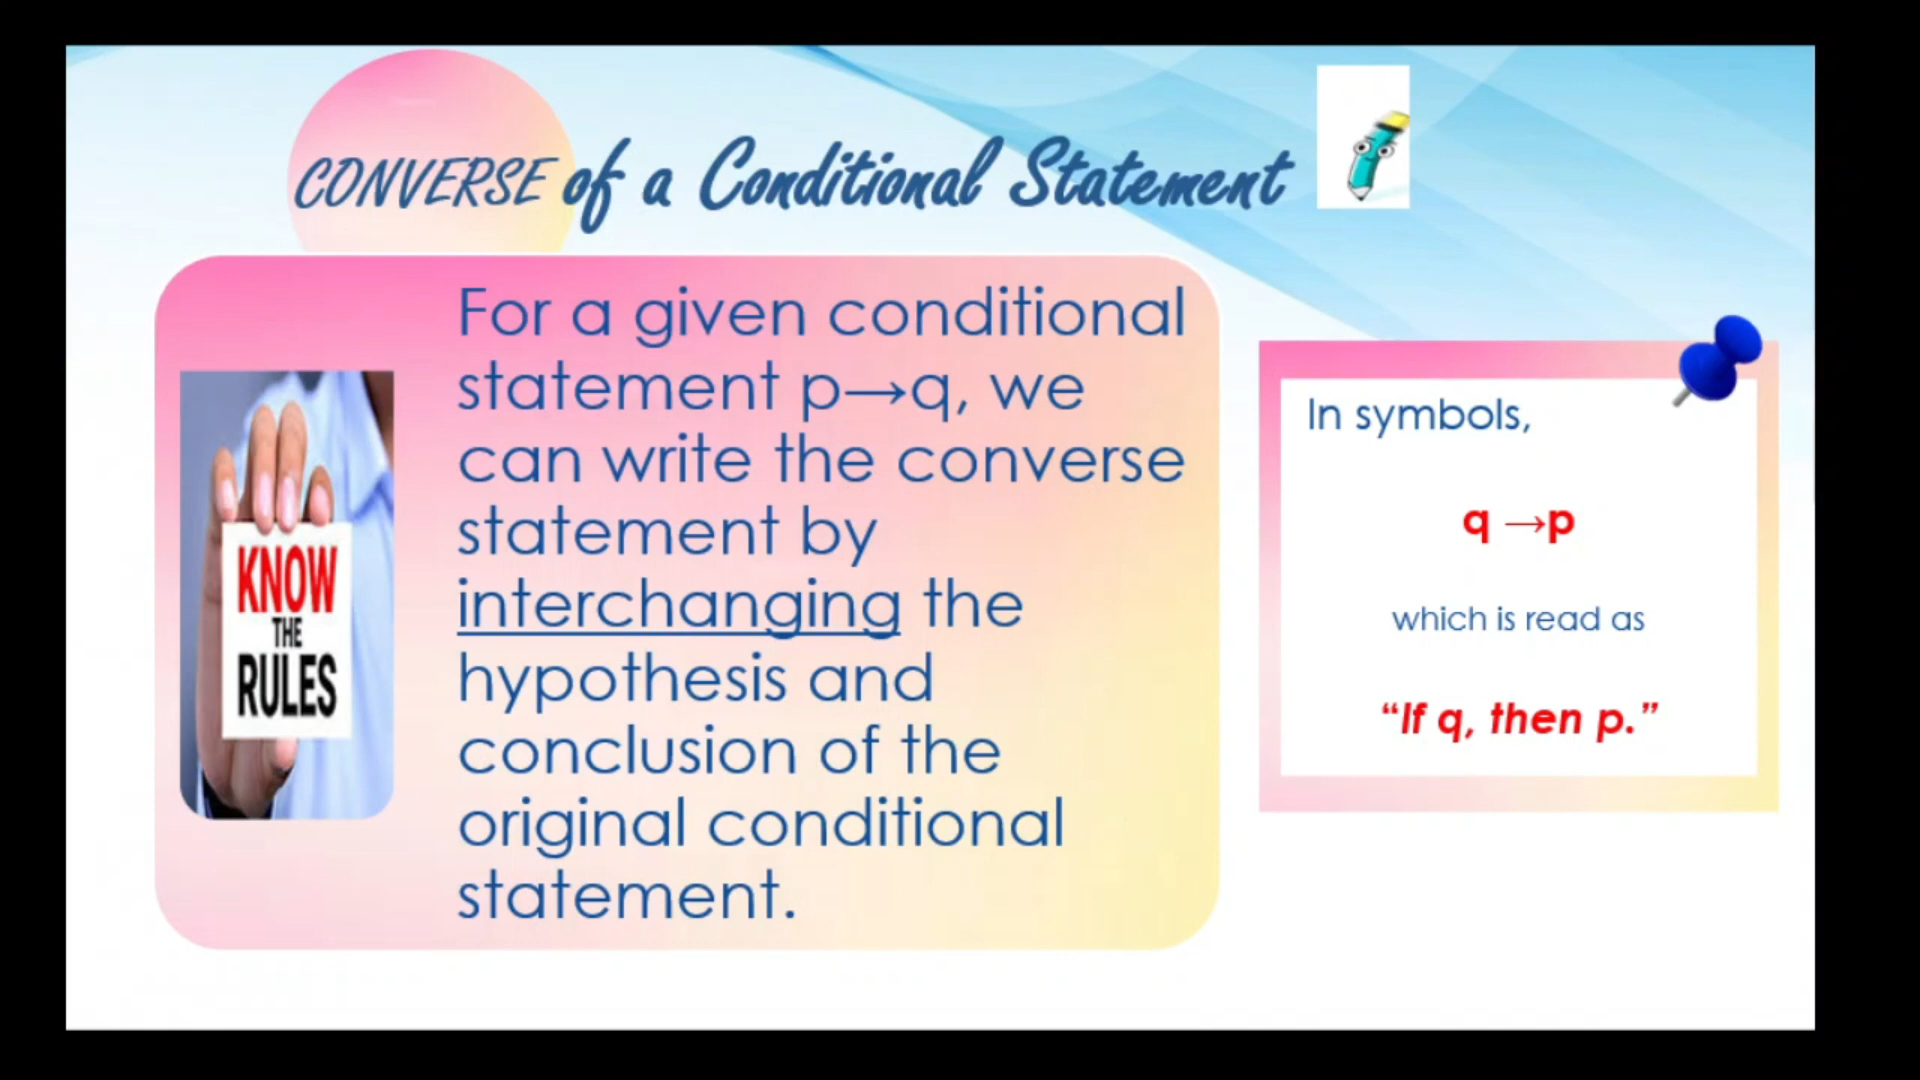 CONVERSE of a Conditional Statement
For a given conditional
statement p→q, we
can write the converse
statement by
interchanging the
hypothesis and
conclusion of the
original conditional
statement.
KNOW
THE
RULES
In symbols,
q →p
which is read as
“If q, then p.”